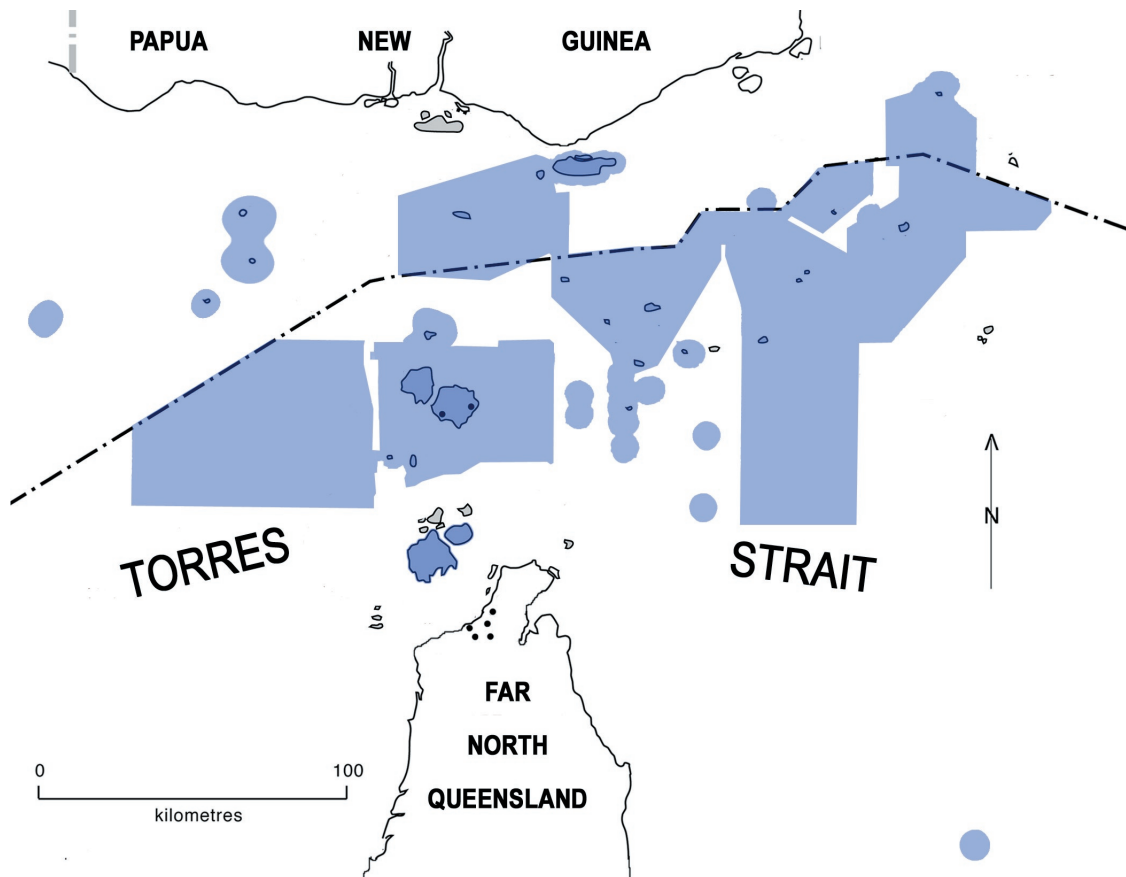 PAPUA NEW GUINEA
TORRES
STRAIT
N
FAR
NORTH
QUEENSLAND
0 100
kilometres